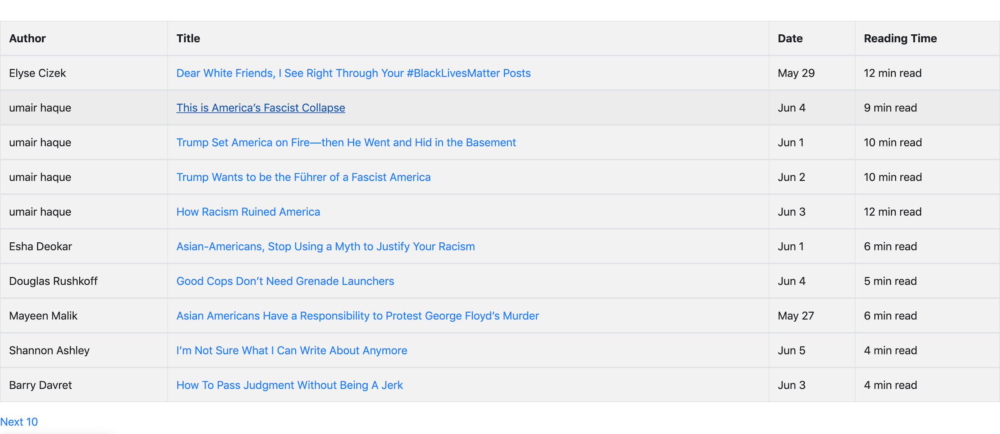 Author Title Date Reading Time
Elyse Cizek Dear White Friends, I See Right Through Your #BlackLivesMatter Posts May 29 12 min read
umair haque This is America’s Fascist Collapse Jun 4 9 min read
umair haque Trump Set America on Fire—then He Went and Hid in the Basement Jun 1 10 min read
umair haque Trump Wants to be the Führer of a Fascist America Jun 2 10 min read
umair haque How Racism Ruined America Jun 3 12 min read
Esha Deokar Asian-Americans, Stop Using a Myth to Justify Your Racism Jun 1 6 min read
Douglas Rushkoff Good Cops Don’t Need Grenade Launchers Jun 4 5 min read
Mayeen Malik Asian Americans Have a Responsibility to Protest George Floyd’s Murder May 27 6 min read
Shannon Ashley I’m Not Sure What I Can Write About Anymore Jun 5 4 min read
Barry Davret How To Pass Judgment Without Being A Jerk Jun 3 4 min read
Next 10